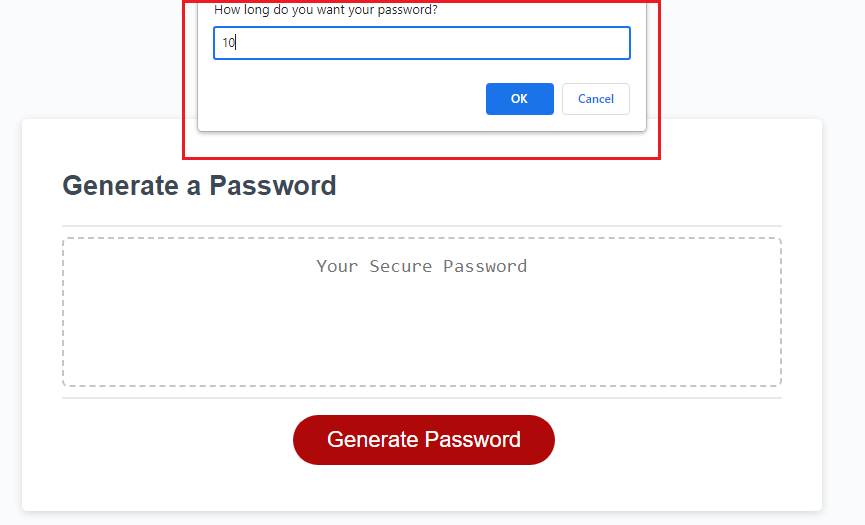 How long do you want your password?
10
OK
Cancel
Generate a Password
Your Secure Password
Generate Password